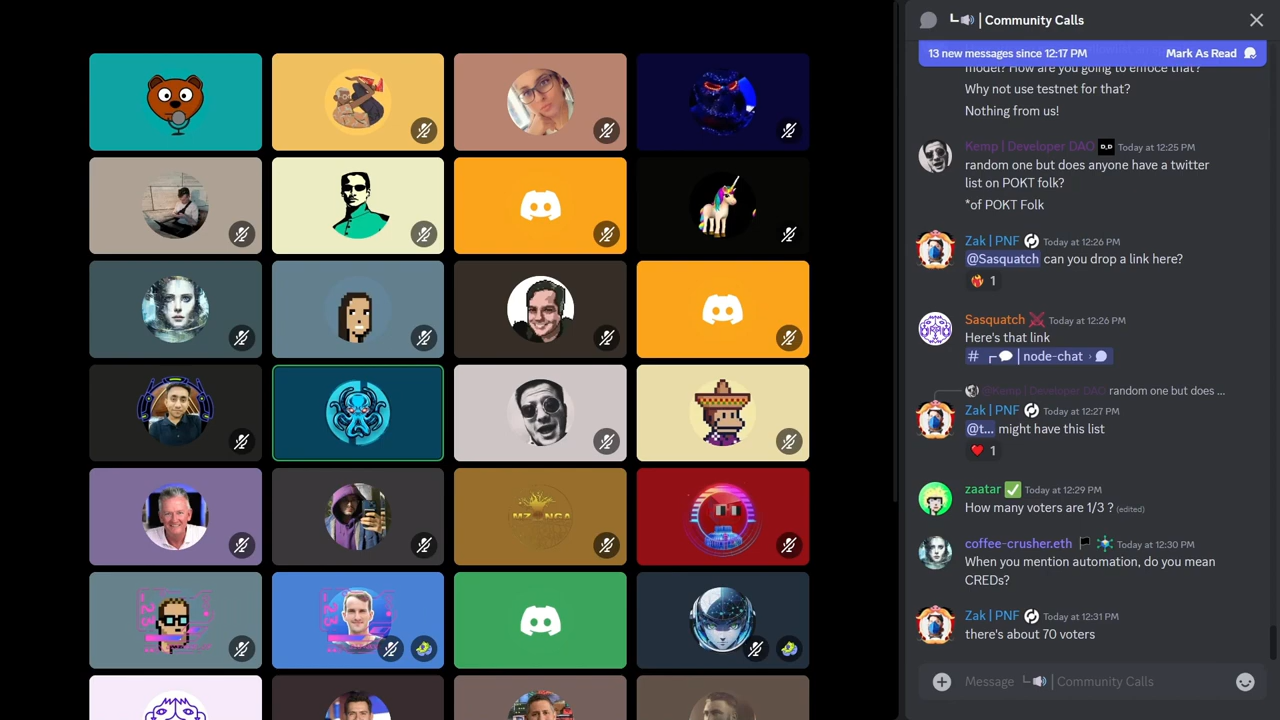 ┗🔊 | Community Calls
13 new messages since 12:17 PM Mark As Read
model? How are you going to enfoce that?
Why not use testnet for that?
Nothing from us!
Kemp | Developer DAO D.D Today at 12:25 PM
random one but does anyone have a twitter
list on POKT folk?
*of POKT Folk
Zak | PNF Today at 12:26 PM
@Sasquatch can you drop a link here?
🔥 1
Sasquatch Today at 12:26 PM
Here's that link
# ┌💬 | node-chat ›
@Kemp | Developer DAO random one but does ...
Zak | PNF Today at 12:27 PM
@t... might have this list
❤️ 1
zaatar ✅ Today at 12:29 PM
How many voters are 1/3 ? (edited)
coffee-crusher.eth Today at 12:30 PM
When you mention automation, do you mean
CREDs?
Zak | PNF Today at 12:31 PM
there's about 70 voters
Message ┗🔊 | Community Calls